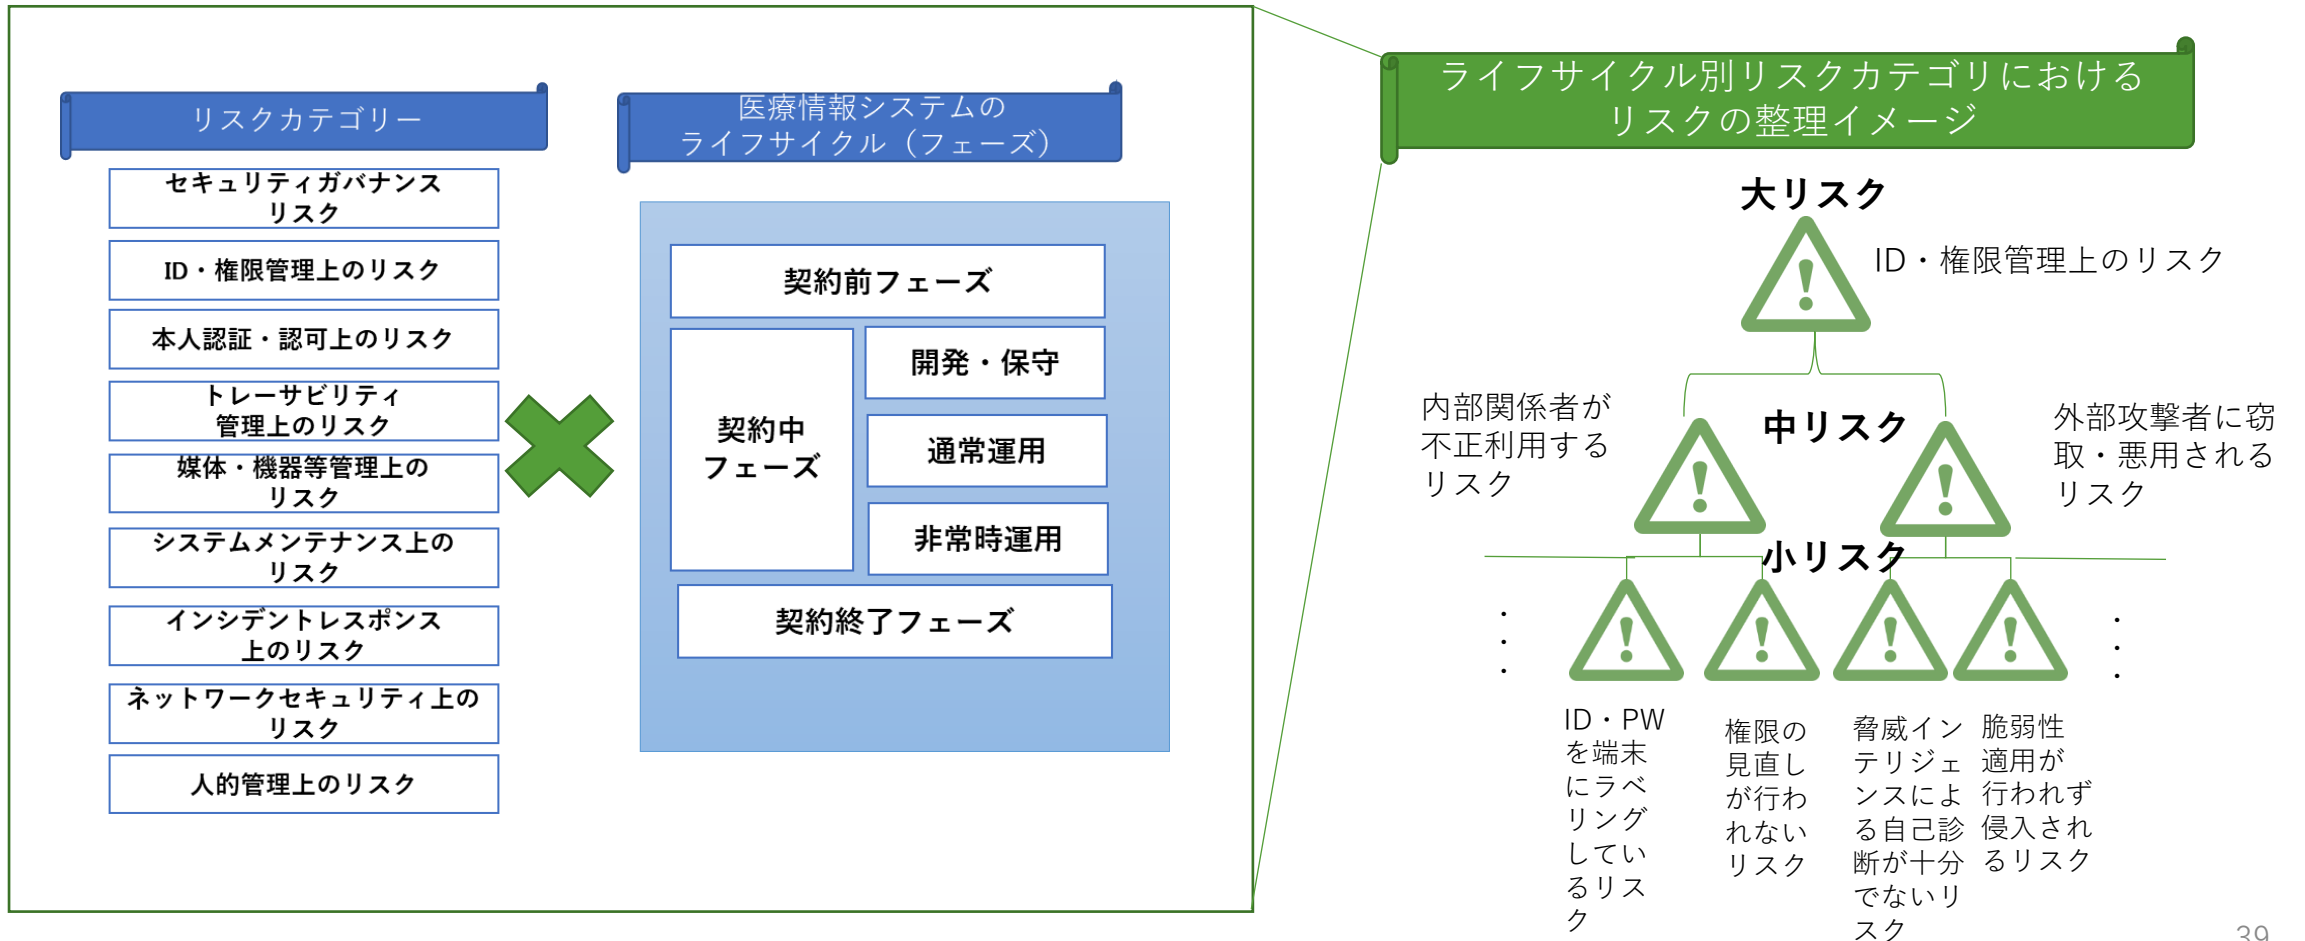 リスクカテゴリー
セキュリティガバナンス
リスク
ID・権限管理上のリスク
本人認証・認可上のリスク
トレーサビリティ
管理上のリスク
媒体・機器等管理上の
リスク
システムメンテナンス上の
リスク
インシデントレスポンス
上のリスク
ネットワークセキュリティ上の
リスク
人的管理上のリスク
医療情報システムの
ライフサイクル（フェーズ）
契約前フェーズ
契約中
フェーズ
開発・保守
通常運用
非常時運用
契約終了フェーズ
ライフサイクル別リスクカテゴリにおける
リスクの整理イメージ
大リスク
ID・権限管理上のリスク
内部関係者が
不正利用する
リスク
中リスク
外部攻撃者に窃
取・悪用される
リスク
小リスク
・
・
・
・
・
・
ID・PW
を端末
にラベ
リング
してい
るリス
ク
権限の
見直し
が行わ
れない
リスク
脅威イン
テリジェ
ンスによ
る自己診
断が十分
でないリ
スク
脆弱性
適用が
行われず
侵入され
るリスク
39